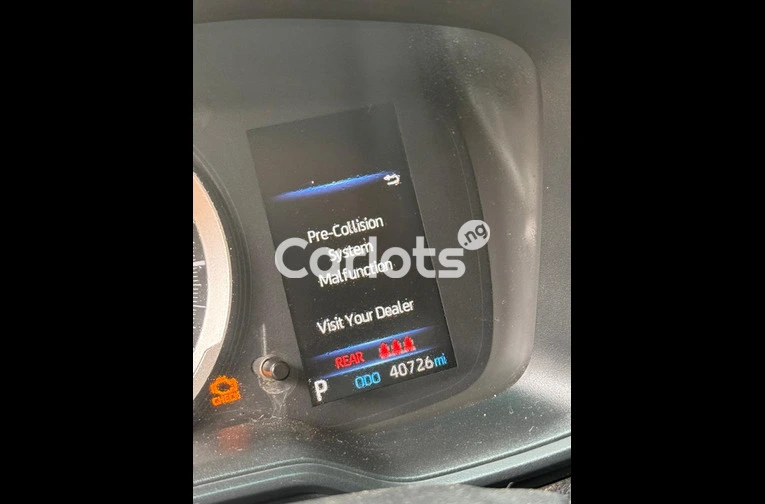 Pre-Collision
System
Malfunction
Carlots.ng
Visit Your Dealer
REAR
P ODO 40726 mi
CHECK